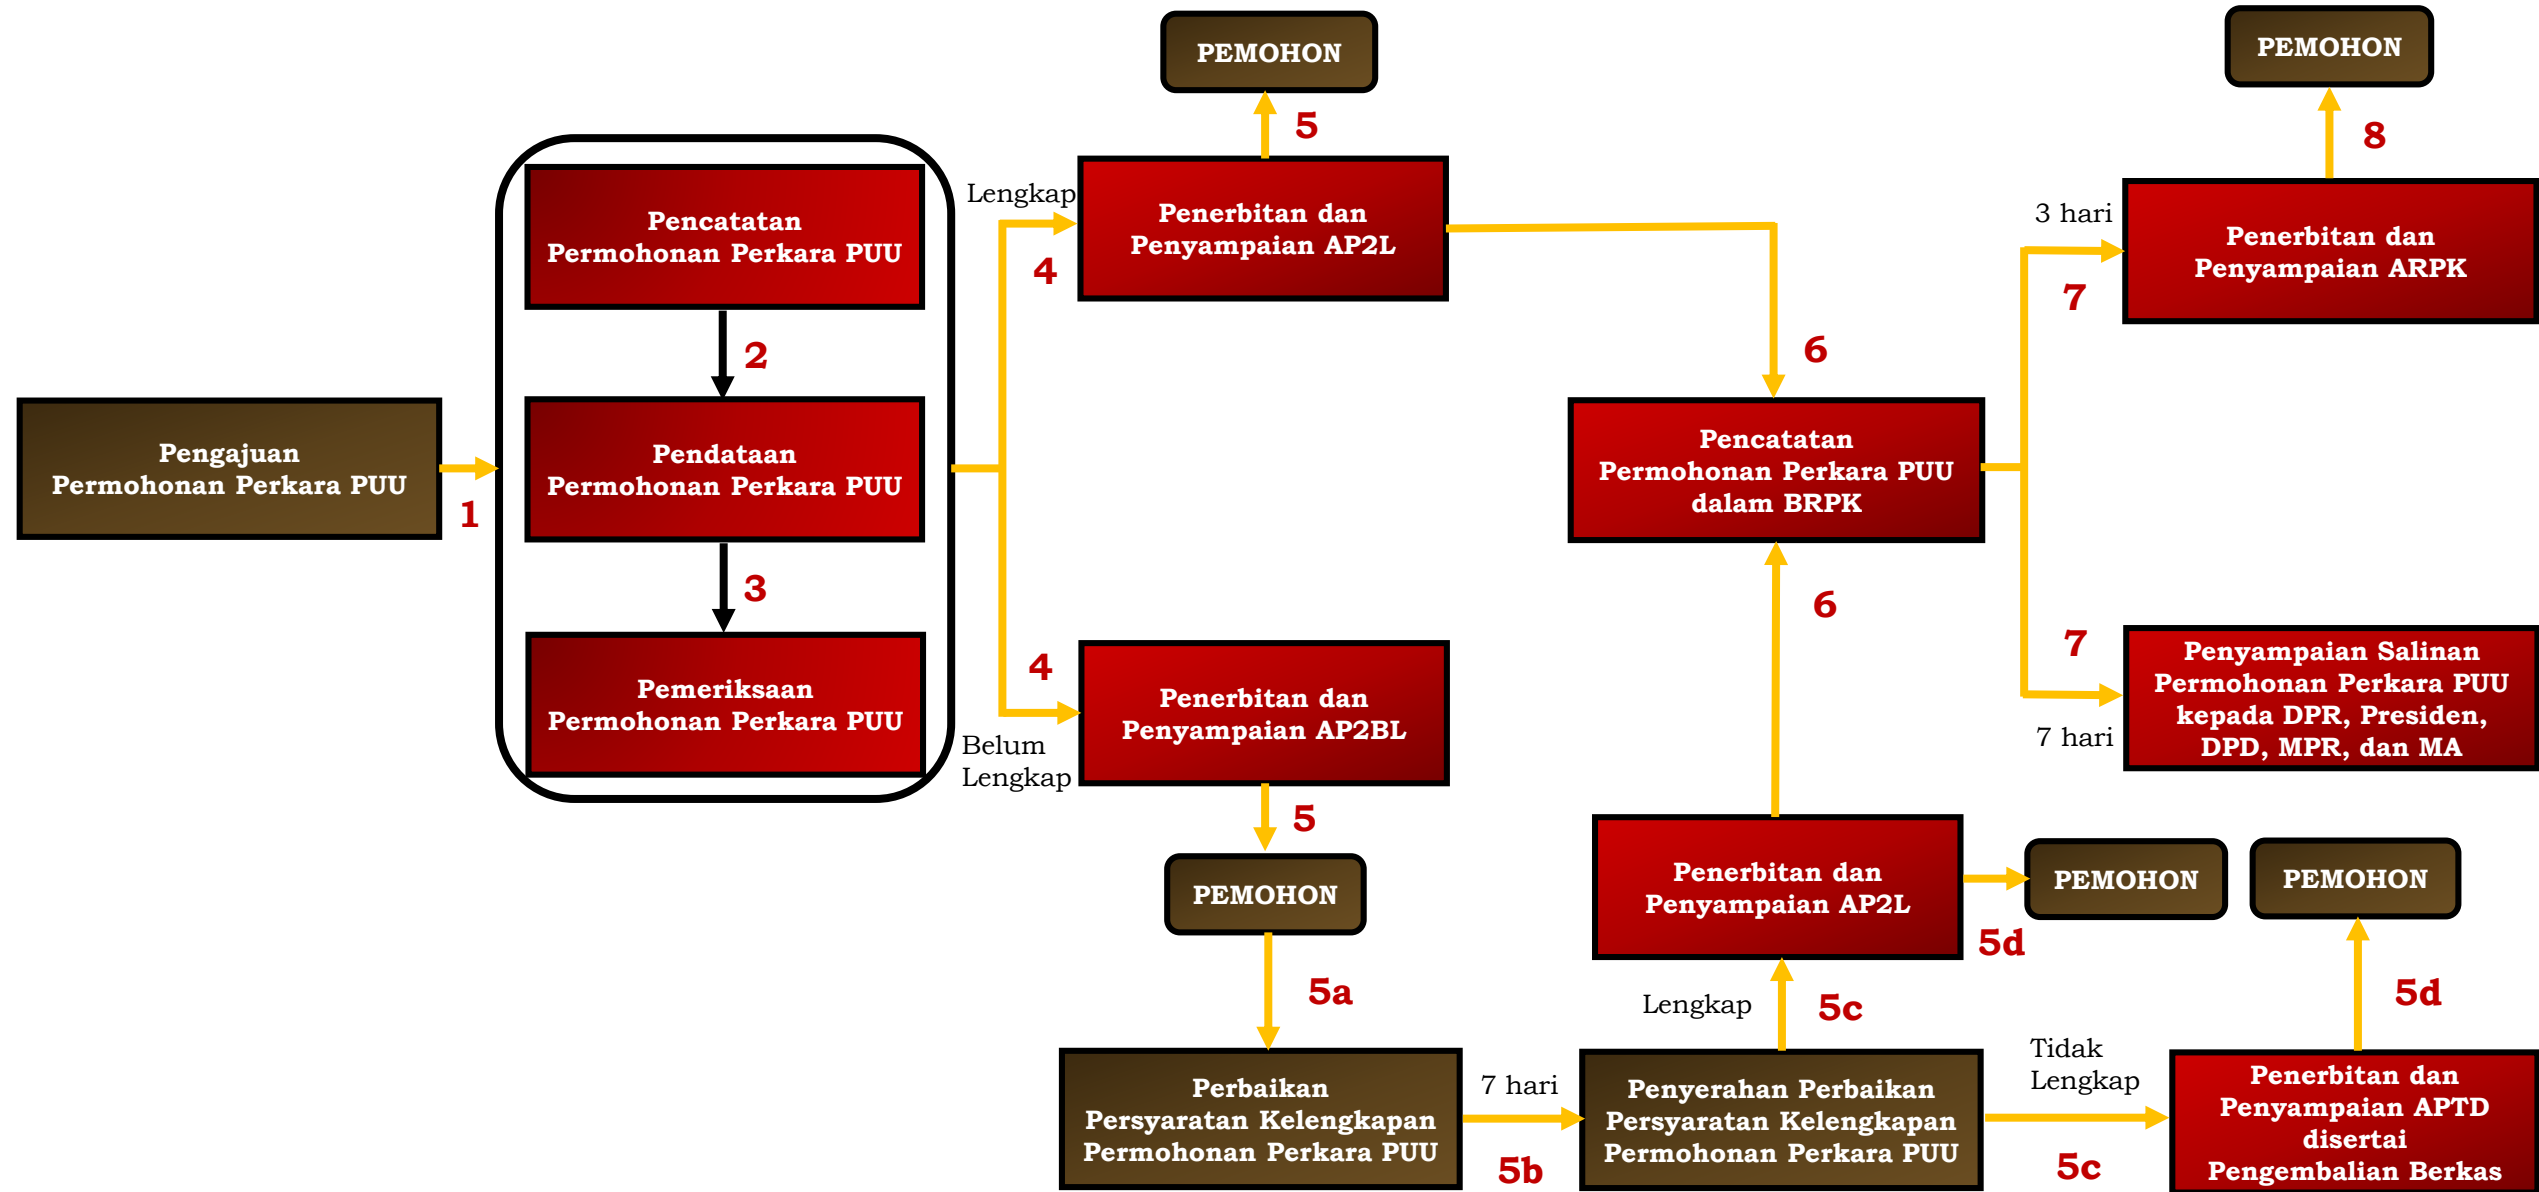 Pengajuan
Permohonan Perkara PUU
1
Pencatatan
Permohonan Perkara PUU
2
Pendataan
Permohonan Perkara PUU
3
Pemeriksaan
Permohonan Perkara PUU
Lengkap
4
Penerbitan dan
Penyampaian AP2L
5
PEMOHON
4
Belum
Lengkap
Penerbitan dan
Penyampaian AP2BL
5
PEMOHON
5a
Perbaikan
Persyaratan Kelengkapan
Permohonan Perkara PUU
7 hari
5b
Penyerahan Perbaikan
Persyaratan Kelengkapan
Permohonan Perkara PUU
Lengkap
5c
Penerbitan dan
Penyampaian AP2L
5d
PEMOHON
Tidak
Lengkap
5c
Penerbitan dan
Penyampaian APTD
disertai
Pengembalian Berkas
5d
PEMOHON
6
6
Pencatatan
Permohonan Perkara PUU
dalam BRPK
3 hari
7
Penerbitan dan
Penyampaian ARPK
8
PEMOHON
7
7 hari
Penyampaian Salinan
Permohonan Perkara PUU
kepada DPR, Presiden,
DPD, MPR, dan MA